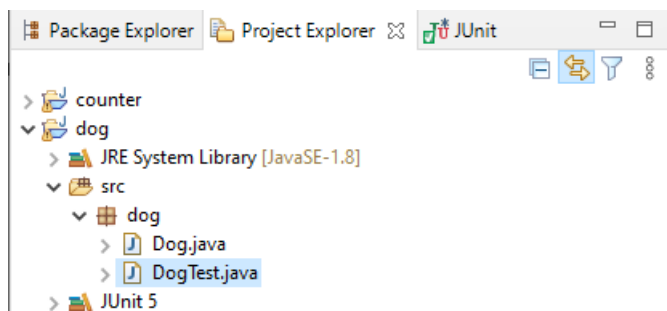 Package Explorer Project Explorer JUnit
counter
dog
JRE System Library [JavaSE-1.8]
src
dog
Dog.java
DogTest.java
JUnit 5